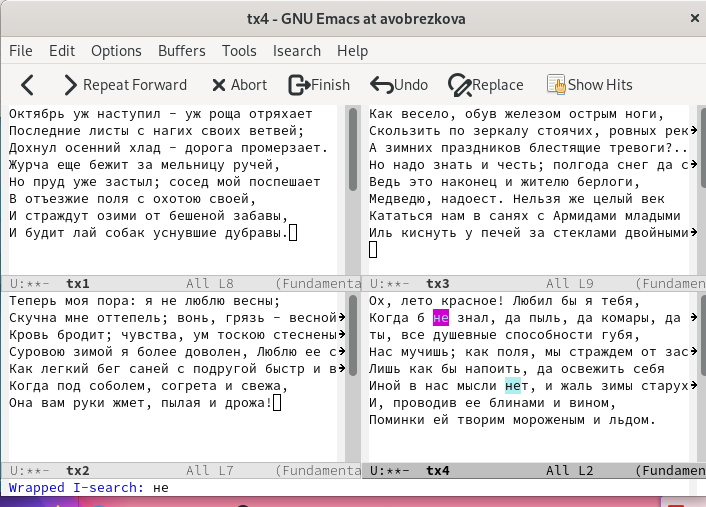 tx4 - GNU Emacs at avobrezkova
File Edit Options Buffers Tools Isearch Help
Repeat Forward Abort Finish Undo Replace Show Hits
Октябрь уж наступил - уж роща отряхает
Последние листы с нагих своих ветвей;
Дохнул осенний хлад - дорога промерзает.
Журча еще бежит за мельницу ручей,
Но пруд уже застыл; сосед мой поспешает
В отъезжие поля с охотою своей,
И страждут озими от бешеной забавы,
И будит лай собак уснувшие дубравы.
U:**- tx1 All L8 (Fundamenta
Как весело, обув железом острым ноги,
Скользить по зеркалу стоячих, ровных рек
А зимних праздников блестящие тревоги?..
Но надо знать и честь; полгода снег да с
Ведь это наконец и жителю берлоги,
Медведю, надоест. Нельзя же целый век
Кататься нам в санях с Армидами младыми
Иль киснуть у печей за стеклами двойными
U:**- tx3 All L9 (Fundamenta
Теперь моя пора: я не люблю весны;
Скучна мне оттепель; вонь, грязь - весной
Кровь бродит; чувства, ум тоскою стеснены
Суровою зимой я более доволен, Люблю ее с
Как легкий бег саней с подругой быстр и в
Когда под соболем, согрета и свежа,
Она вам руки жмет, пылая и дрожа!
U:**- tx2 All L7 (Fundamenta
Ох, лето красное! Любил бы я тебя,
Когда б не знал, да пыль, да комары, да
ты, все душевные способности губя,
Нас мучишь; как поля, мы страждем от зас
Лишь как бы напоить, да освежить себя
Иной в нас мысли нет, и жаль зимы старух
И, проводив ее блинами и вином,
Поминки ей творим мороженым и льдом.
U:**- tx4 All L2 (Fundamen
Wrapped I-search: не